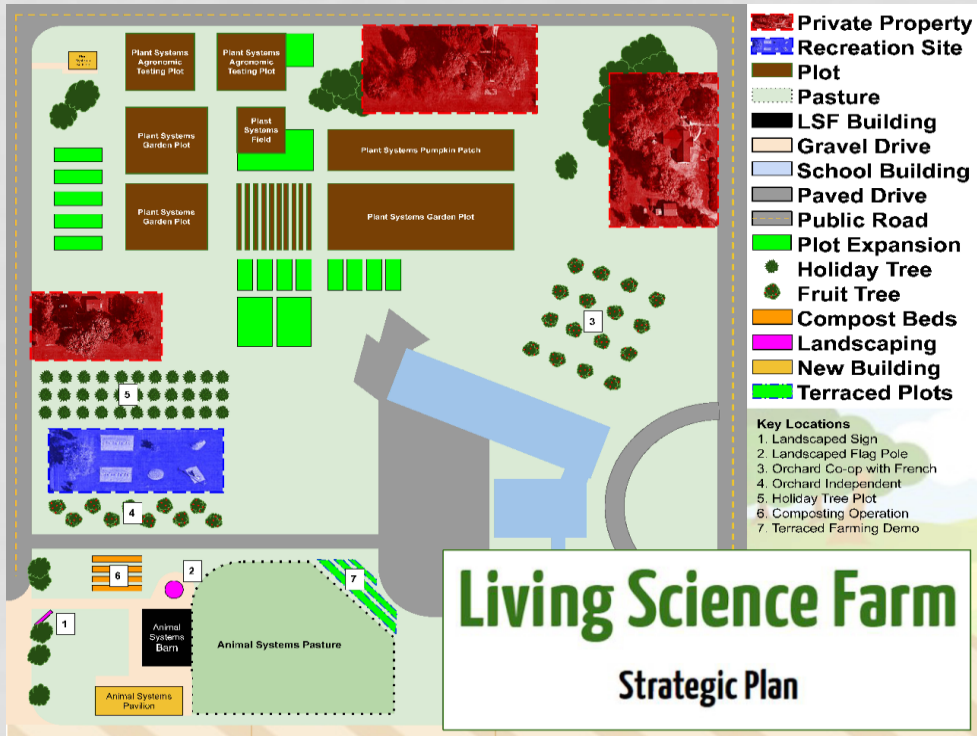 Plant Systems
Agronomic
Testing Plot
Plant Systems
Agronomic
Testing Plot
Plant Systems
Garden Plot
Plant
Systems
Field
Plant Systems Pumpkin Patch
Plant Systems
Garden Plot
Plant Systems Garden Plot
3
5
4
6
2
7
1
Animal
Systems
Barn
Animal Systems Pasture
Animal Systems
Pavilion
Private Property
Recreation Site
Plot
Pasture
LSF Building
Gravel Drive
School Building
Paved Drive
Public Road
Plot Expansion
Holiday Tree
Fruit Tree
Compost Beds
Landscaping
New Building
Terraced Plots
Key Locations
1. Landscaped Sign
2. Landscaped Flag Pole
3. Orchard Co-op with French
4. Orchard Independent
5. Holiday Tree Plot
6. Composting Operation
7. Terraced Farming Demo
Living Science Farm
Strategic Plan